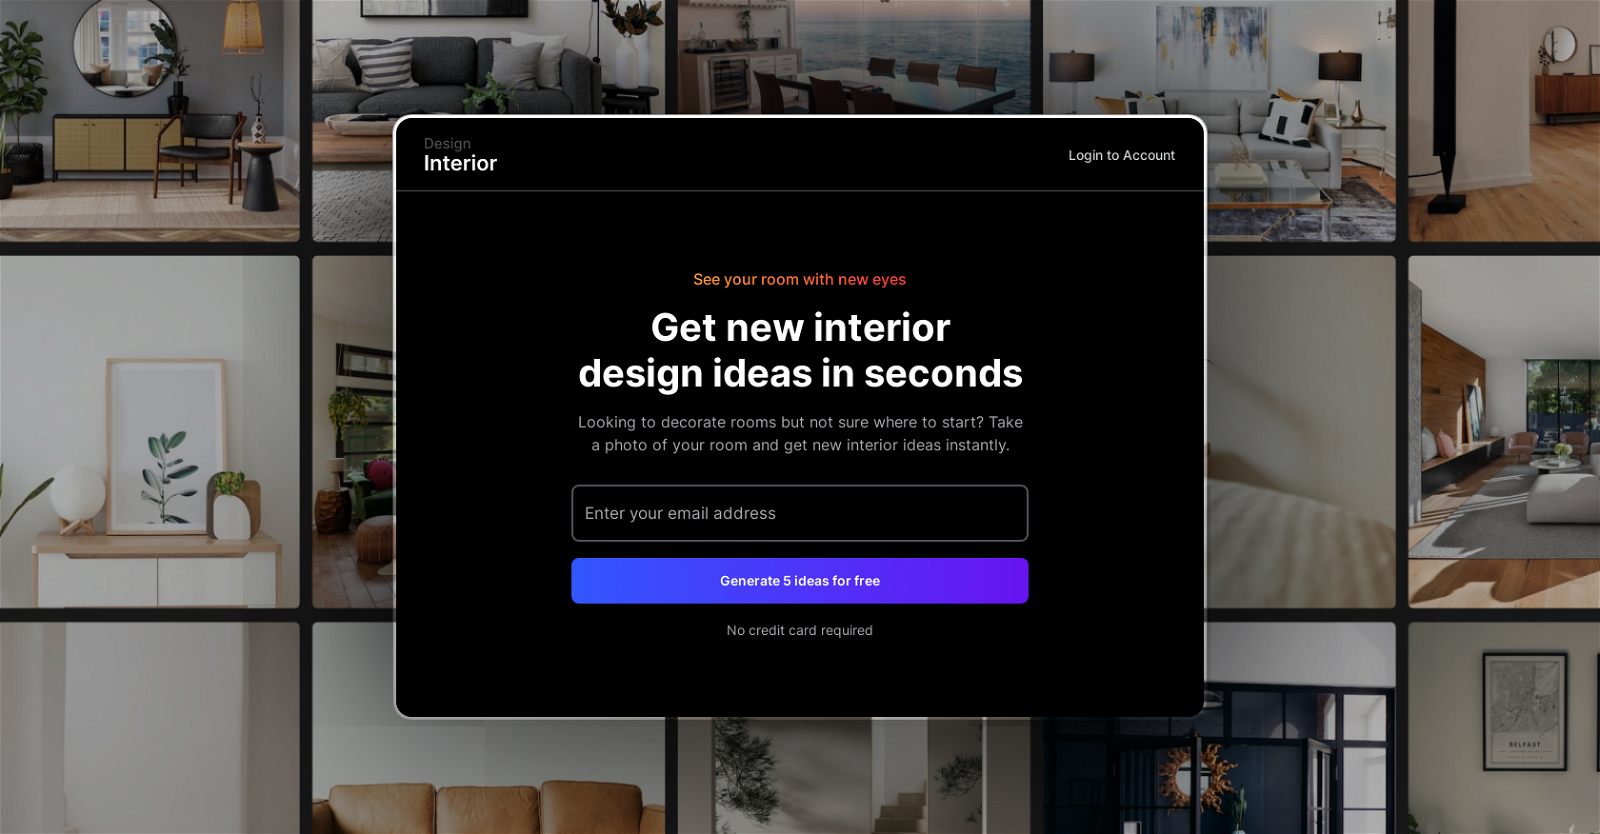 Design
Interior
Login to Account
See your room with new eyes
Get new interior
design ideas in seconds
Looking to decorate rooms but not sure where to start? Take
a photo of your room and get new interior ideas instantly.
Enter your email address
Generate 5 ideas for free
No credit card required
BELFAST